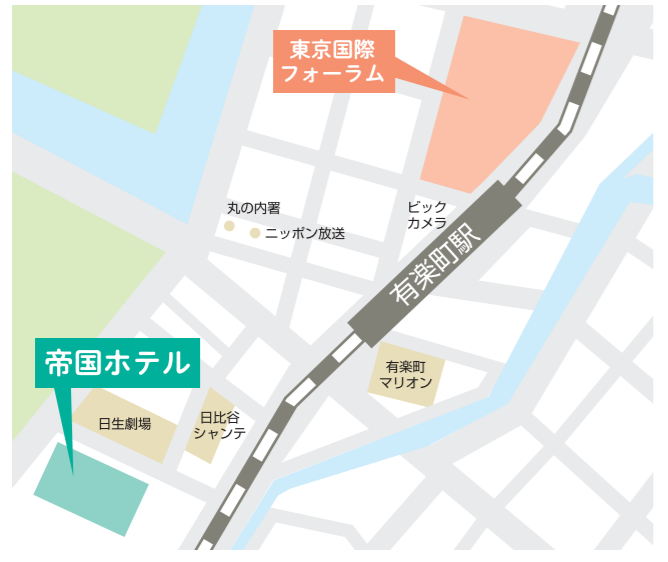 東京国際
フォーラム
丸の内署
ニッポン放送
ビック
カメラ
有楽町駅
帝国ホテル
有楽町
マリオン
日生劇場
日比谷
シャンテ